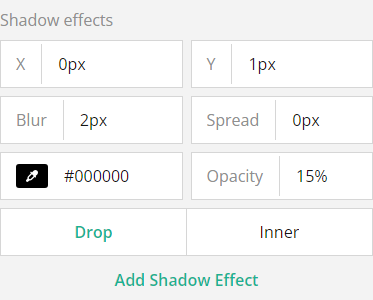 Shadow effects
X 0px Y 1px
Blur 2px Spread 0px
#000000 Opacity 15%
Drop Inner
Add Shadow Effect